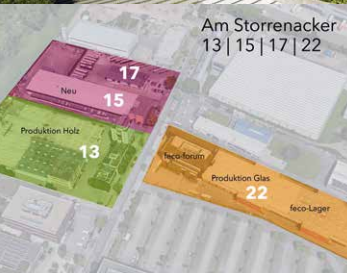 Am Storrenacker
13 | 15 | 17 | 22
17
Neu
15
Produktion Holz
13
feco-forum
Produktion Glas
22
feco-Lager